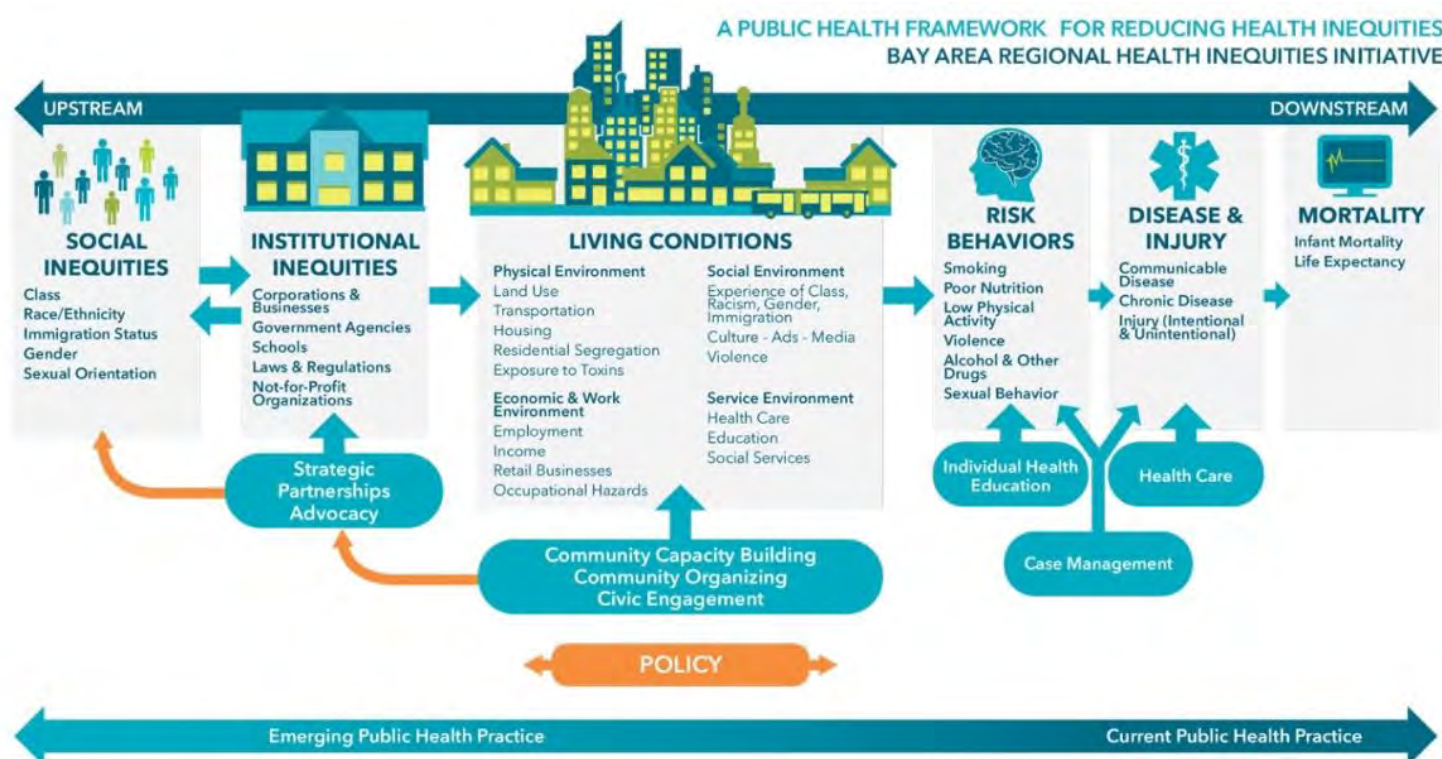 A PUBLIC HEALTH FRAMEWORK FOR REDUCING HEALTH INEQUITIES
BAY AREA REGIONAL HEALTH INEQUITIES INITIATIVE
UPSTREAM
DOWNSTREAM
SOCIAL
INEQUITIES
Class
Race/Ethnicity
Immigration Status
Gender
Sexual Orientation
INSTITUTIONAL
INEQUITIES
Corporations &
Businesses
Government Agencies
Schools
Laws & Regulations
Not-for-Profit
Organizations
LIVING CONDITIONS
Physical Environment
Land Use
Transportation
Housing
Residential Segregation
Exposure to Toxins
Economic & Work
Environment
Employment
Income
Retail Businesses
Occupational Hazards
Social Environment
Experience of Class,
Racism, Gender,
Immigration
Culture - Ads - Media
Violence
Service Environment
Health Care
Education
Social Services
RISK
BEHAVIORS
Smoking
Poor Nutrition
Low Physical
Activity
Violence
Alcohol & Other
Drugs
Sexual Behavior
DISEASE &
INJURY
Communicable
Disease
Chronic Disease
Injury (Intentional
& Unintentional)
MORTALITY
Infant Mortality
Life Expectancy
Strategic
Partnerships
Advocacy
Community Capacity Building
Community Organizing
Civic Engagement
Individual Health
Education
Health Care
Case Management
POLICY
Emerging Public Health Practice
Current Public Health Practice